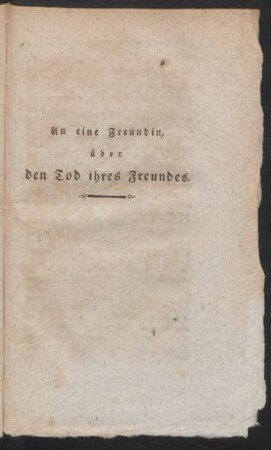 An eine Freundin,
über
den Tod ihres Freundes.